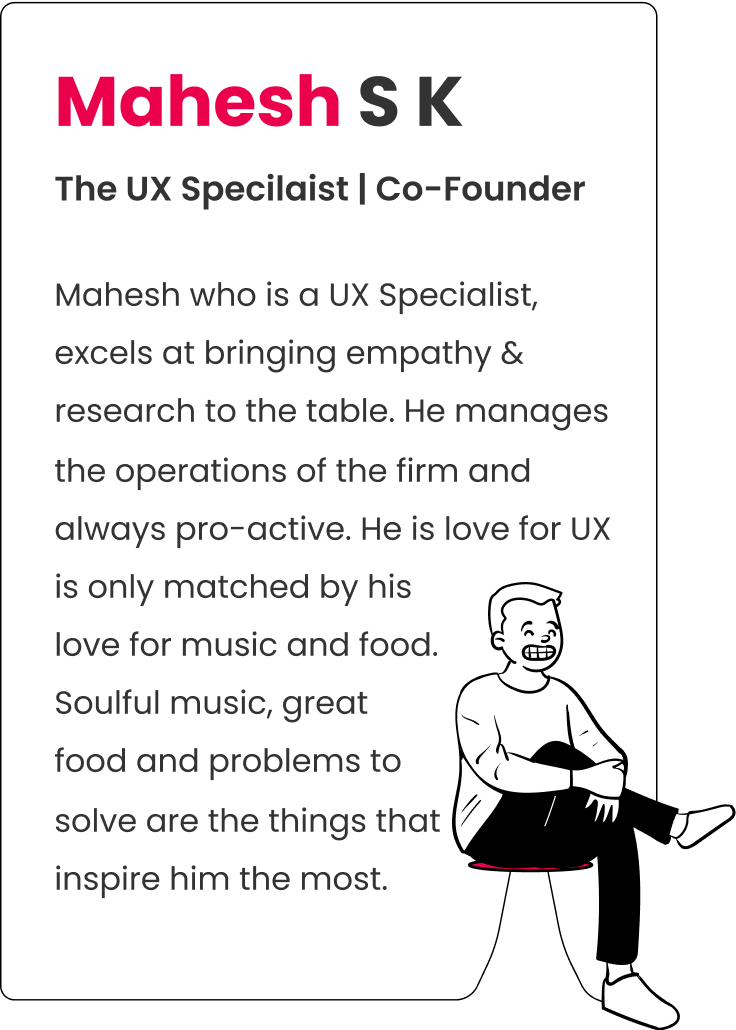 Mahesh S K
The UX Specilaist | Co-Founder
Mahesh who is a UX Specialist,
excels at bringing empathy &
research to the table. He manages
the operations of the firm and
always pro-active. He is love for UX
is only matched by his
love for music and food.
Soulful music, great
food and problems to
solve are the things that
inspire him the most.